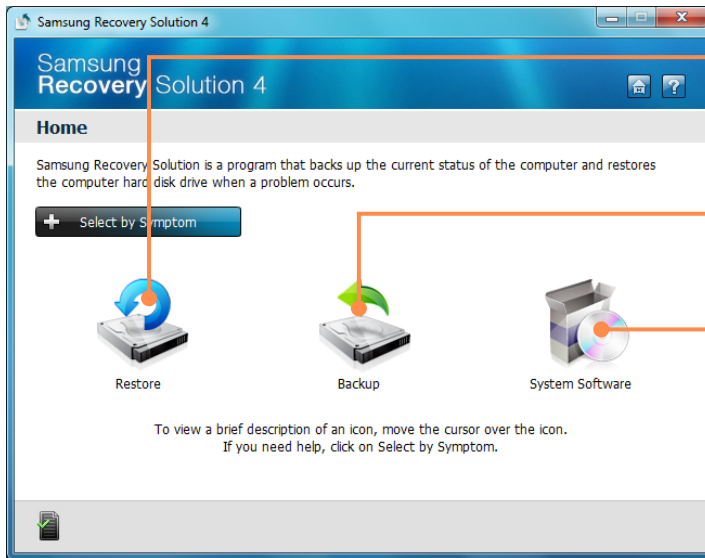 Samsung Recovery Solution 4
Samsung
Recovery Solution 4
Home
Samsung Recovery Solution is a program that backs up the current status of the computer and restores
the computer hard disk drive when a problem occurs.
Select by Symptom
Restore
Backup
System Software
To view a brief description of an icon, move the cursor over the icon.
If you need help, click on Select by Symptom.